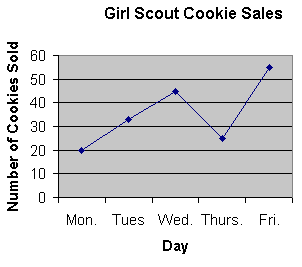 Girl Scout Cookie Sales
Number of Cookies Sold
60
50
40
30
20
10
0
Mon. Tues Wed. Thurs. Fri.
Day